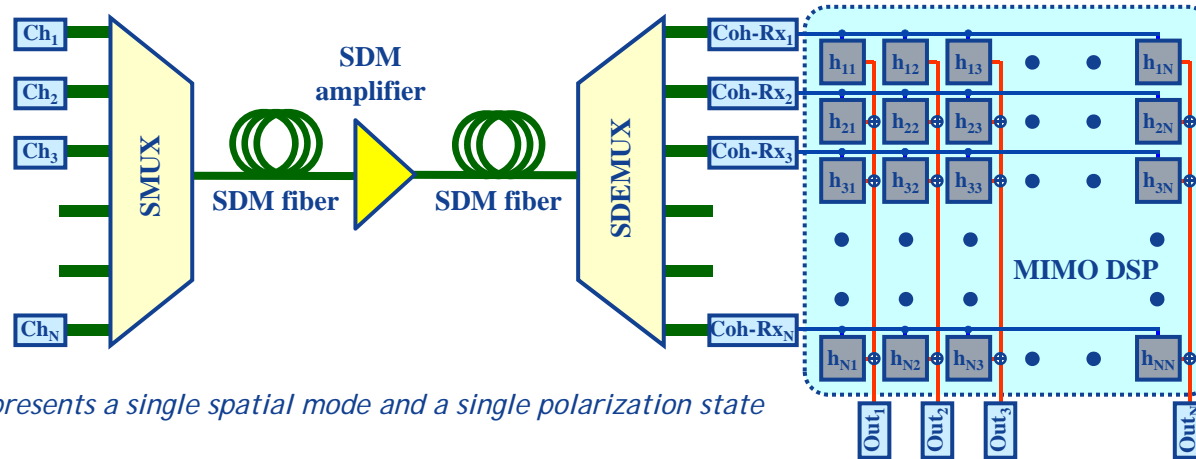 Ch1
Ch2
Ch3
ChN
SMUX
SDM fiber
SDM
amplifier
SDM fiber
SDEMUX
Coh-Rx1
Coh-Rx2
Coh-Rx3
Coh-RxN
h11 h12 h13 h1N
h21 h22 h23 h2N
h31 h32 h33 h3N
MIMO DSP
hN1 hN2 hN3 hNN
Out1 Out2 Out3 OutN
presents a single spatial mode and a single polarization state